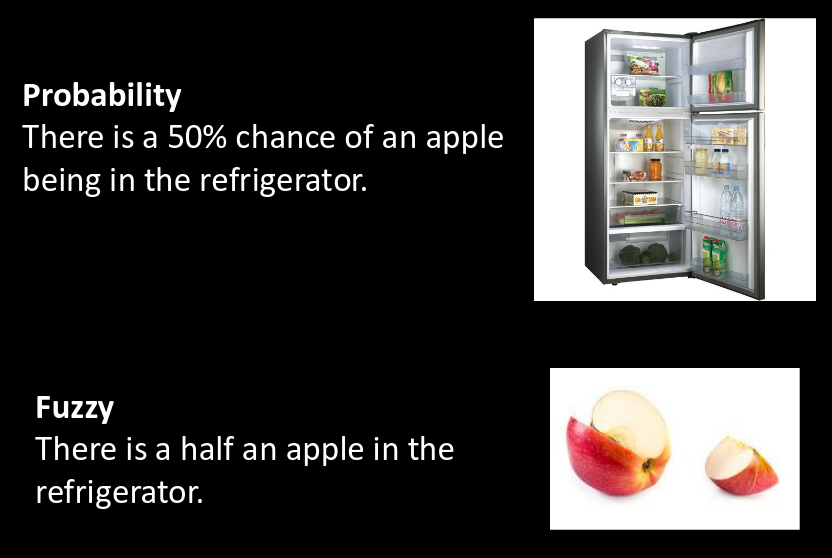 Probability
There is a 50% chance of an apple
being in the refrigerator.
Fuzzy
There is a half an apple in the
refrigerator.